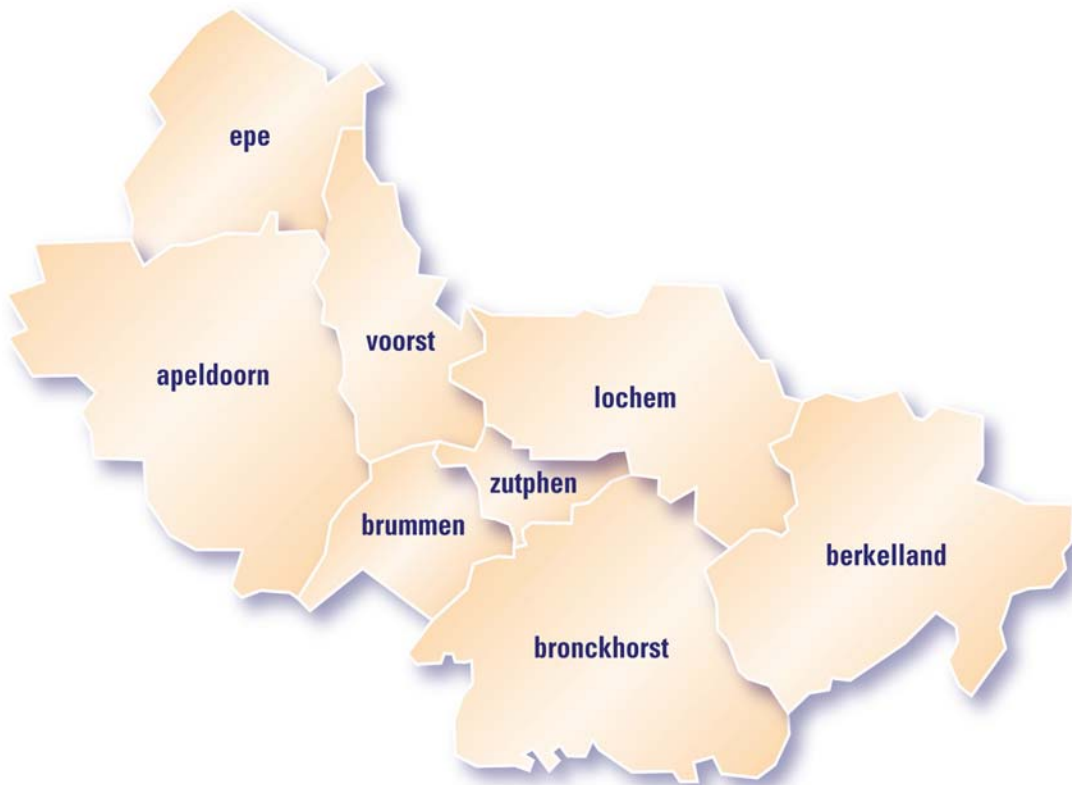 epe
voorst
apeldoorn
lochem
zutphen
brummen
berkelland
bronckhorst